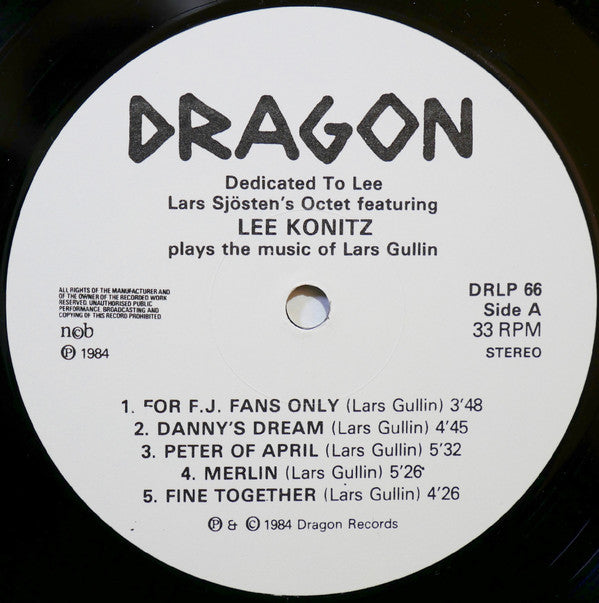 DRAGON
Dedicated To Lee
Lars Sjösten's Octet featuring
LEE KONITZ
plays the music of Lars Gullin
ALL RIGHTS OF THE MANUFACTURER AND
OF THE OWNER OF THE RECORDED WORK
RESERVED. UNAUTHORISED PUBLIC
PERFORMANCE, BROADCASTING AND
COPYING OF THIS RECORD PROHIBITED
n©b
℗ 1984
DRLP 66
Side A
33 RPM
STEREO
1. FOR F.J. FANS ONLY (Lars Gullin) 3'48
2. DANNY'S DREAM (Lars Gullin) 4'45
3. PETER OF APRIL (Lars Gullin) 5'32
4. MERLIN (Lars Gullin) 5'26
5. FINE TOGETHER (Lars Gullin) 4'26
℗ & © 1984 Dragon Records